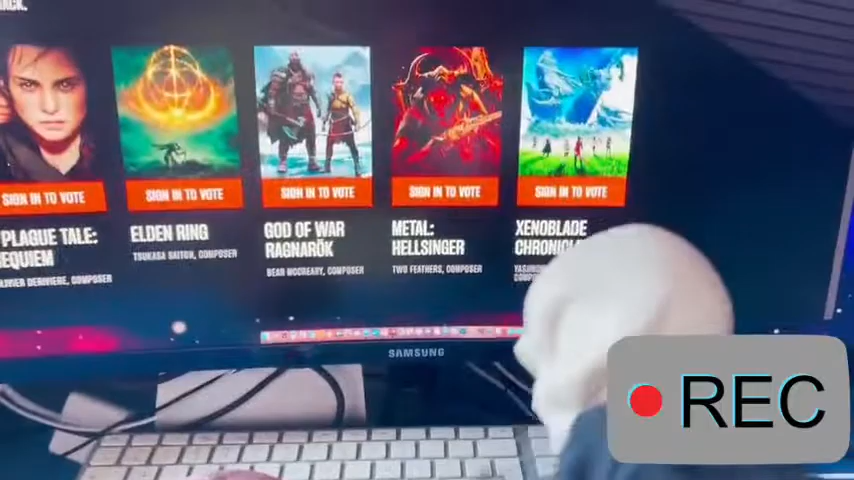 SIGN IN TO VOTE
SIGN IN TO VOTE
SIGN IN TO VOTE
SIGN IN TO VOTE
SIGN IN TO VOTE
PLAGUE TALE:
REQUIEM
ELDEN RING
TSUKASA SAITOH, COMPOSER
GOD OF WAR
RAGNARÖK
BEAR MCCREARY, COMPOSER
METAL:
HELLSINGER
TWO FEATHERS, COMPOSER
XENOBLADE
CHRONICLE
SAMSUNG
REC